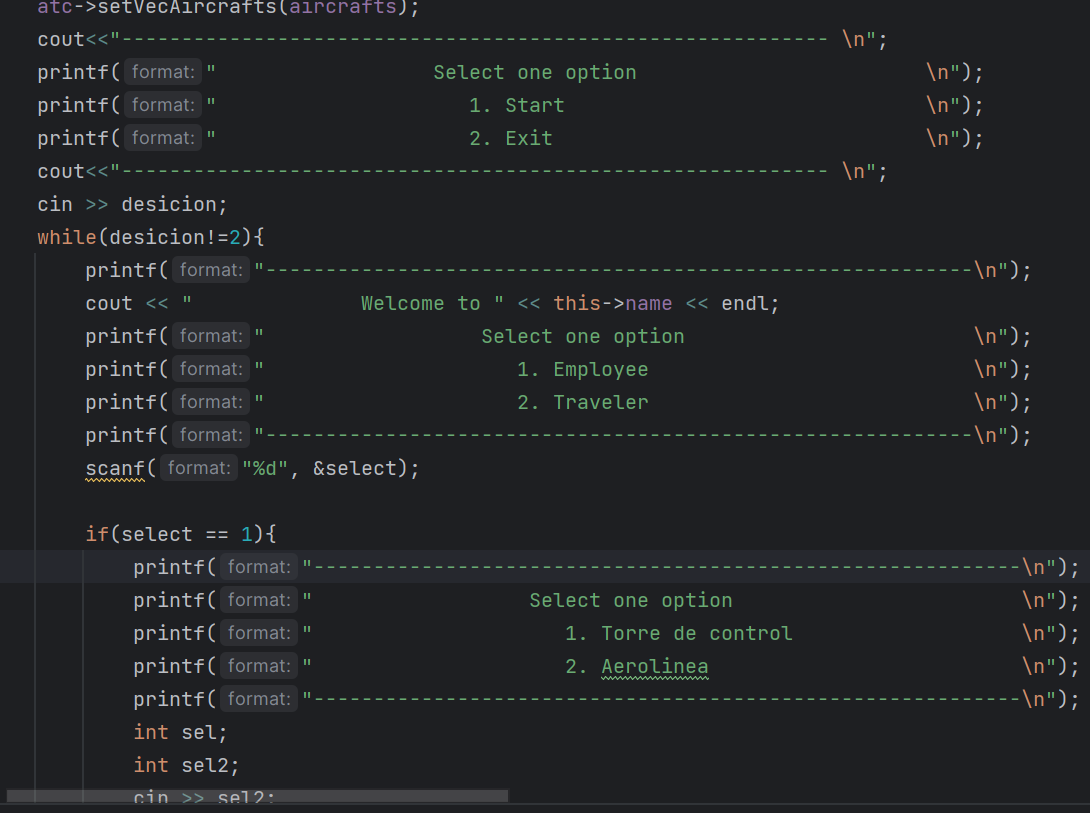 atc->setVecAircrafts(aircrafts);
cout<<"----------------------------------------------------------- \n";
printf( format: "                  Select one option                        \n");
printf( format: "                     1. Start                              \n");
printf( format: "                     2. Exit                               \n");
cout<<"----------------------------------------------------------- \n";
cin >> desicion;
while(desicion!=2){
    printf( format: "-----------------------------------------------------------\n");
    cout << "              Welcome to " << this->name << endl;
    printf( format: "                  Select one option                        \n");
    printf( format: "                     1. Employee                           \n");
    printf( format: "                     2. Traveler                           \n");
    printf( format: "-----------------------------------------------------------\n");
    scanf( format: "%d", &select);
    if(select == 1){
        printf( format: "-----------------------------------------------------------\n");
        printf( format: "                  Select one option                        \n");
        printf( format: "                     1. Torre de control                   \n");
        printf( format: "                     2. Aerolinea                          \n");
        printf( format: "-----------------------------------------------------------\n");
        int sel;
        int sel2;
        cin >> sel2;